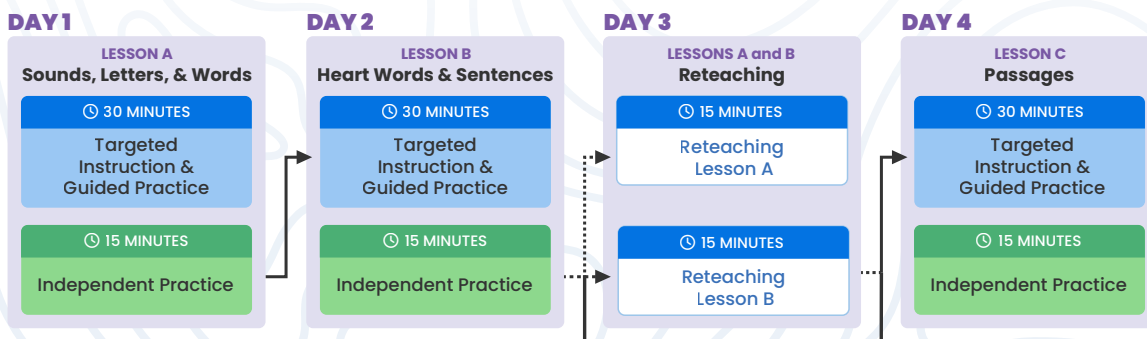 DAY 1
LESSON A
Sounds, Letters, & Words
30 MINUTES
Targeted
Instruction &
Guided Practice
15 MINUTES
Independent Practice
DAY 2
LESSON B
Heart Words & Sentences
30 MINUTES
Targeted
Instruction &
Guided Practice
15 MINUTES
Independent Practice
DAY 3
LESSONS A and B
Reteaching
15 MINUTES
Reteaching
Lesson A
15 MINUTES
Reteaching
Lesson B
DAY 4
LESSON C
Passages
30 MINUTES
Targeted
Instruction &
Guided Practice
15 MINUTES
Independent Practice